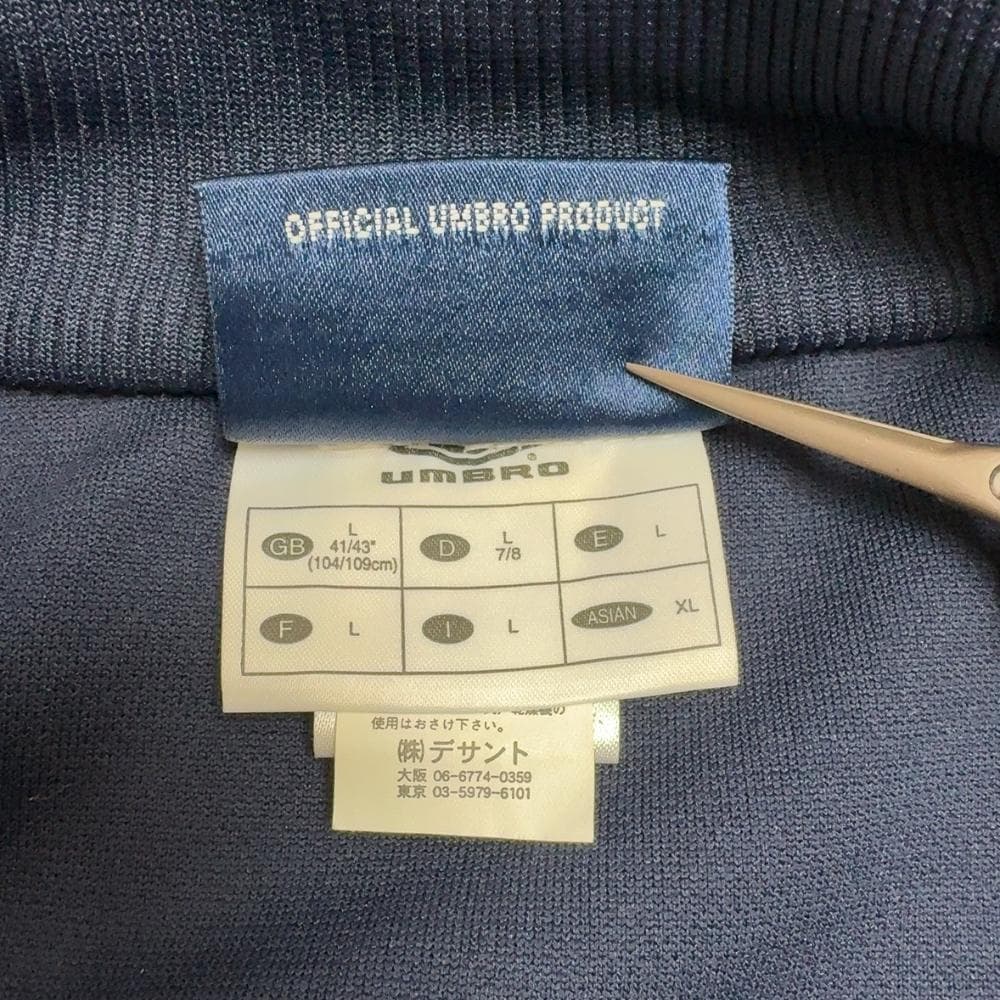 OFFICIAL UMBRO PRODUCT
UMBRO®
GB L 41/43" (104/109cm)
D L 7/8
E L
F L
I L
ASIAN XL
使用はおさけ下さい。
(株)デサント
大阪 06-6774-0359
東京 03-5979-6101